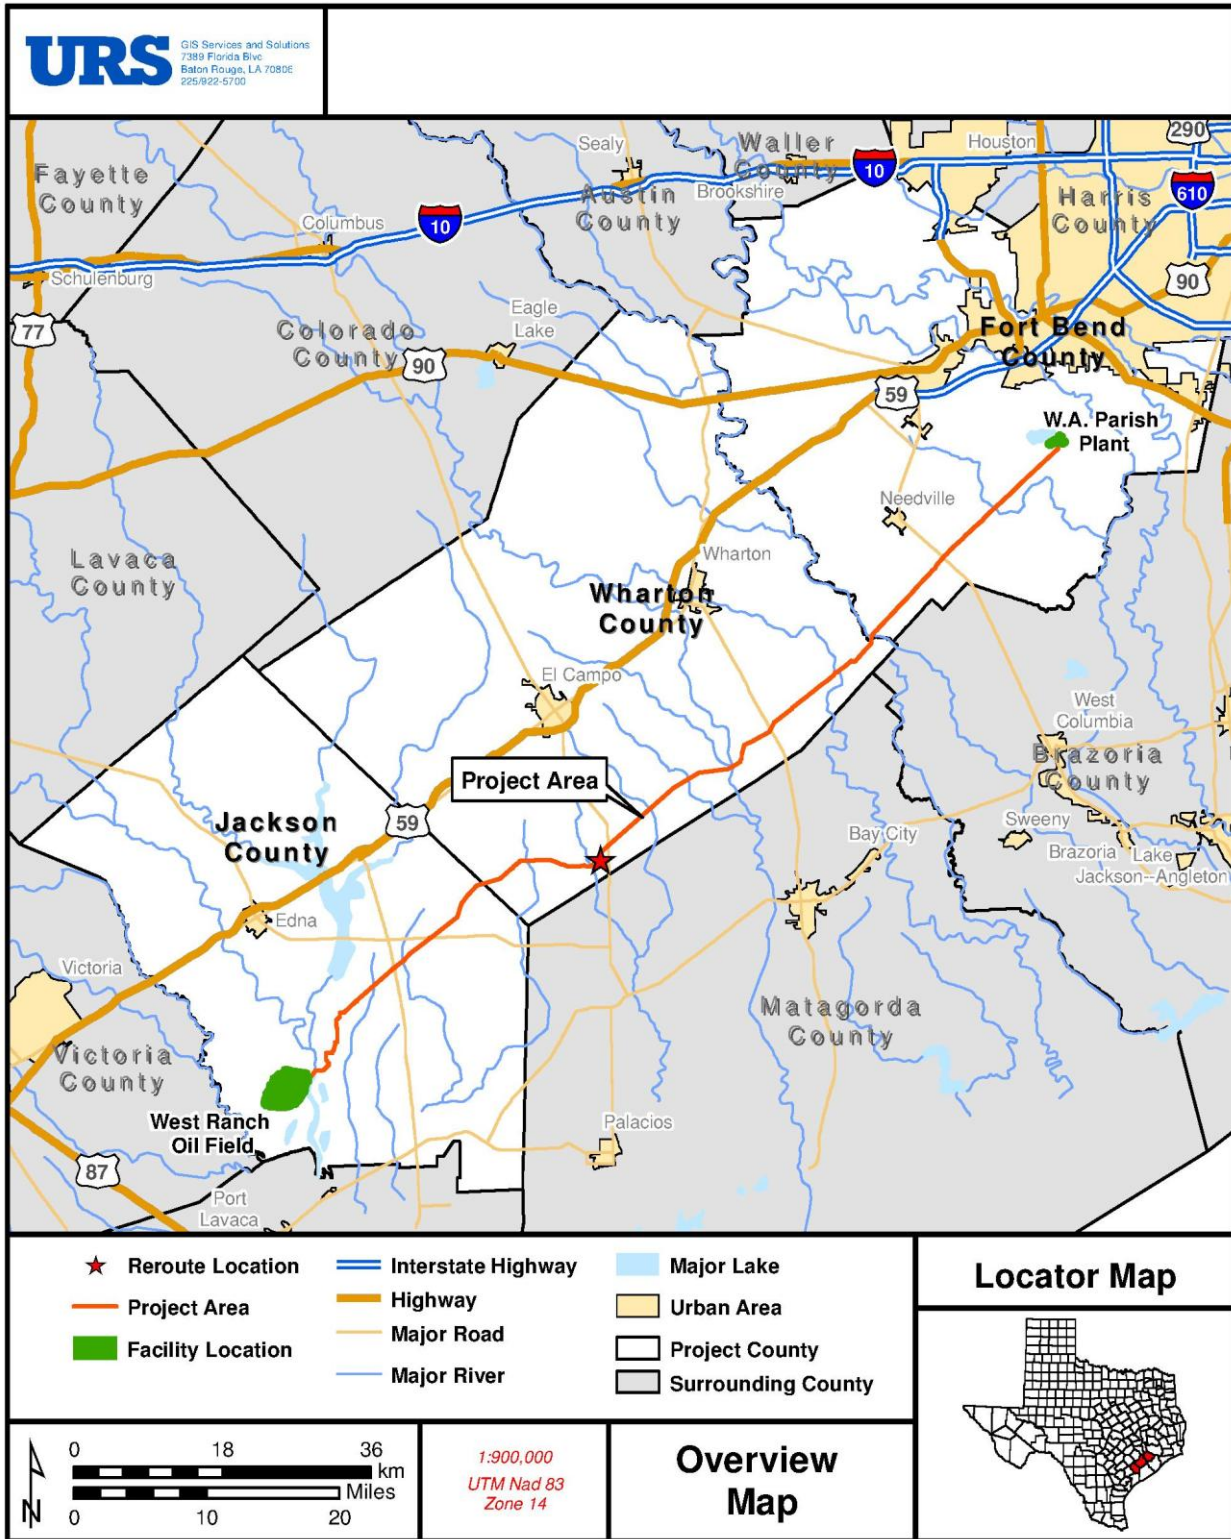 URS
GIS Services and Solutions
7389 Florida Blvd
Baton Rouge, LA 70806
225/922-5700
290
Sealy
Waller
County
Houston
10
Fayette
County
Austin
County
Brookshire
Harris
County
610
Columbus
10
Schulenburg
90
Eagle
Lake
77
Colorado
County
90
Fort Bend
County
59
W.A. Parish
Plant
Needville
Lavaca
County
Wharton
Wharton
County
El Campo
West
Columbia
Brazoria
County
Project Area
Jackson
County
59
Bay City
Sweeny
Brazoria
Lake
Jackson--Angleton
Edna
Victoria
Matagorda
County
Victoria
County
West Ranch
Oil Field
Palacios
87
Port
Lavaca
Reroute Location
Interstate Highway
Major Lake
Project Area
Highway
Urban Area
Facility Location
Major Road
Project County
Major River
Surrounding County
Locator Map
N
0 18 36
km
Miles
0 10 20
1:900,000
UTM Nad 83
Zone 14
Overview
Map